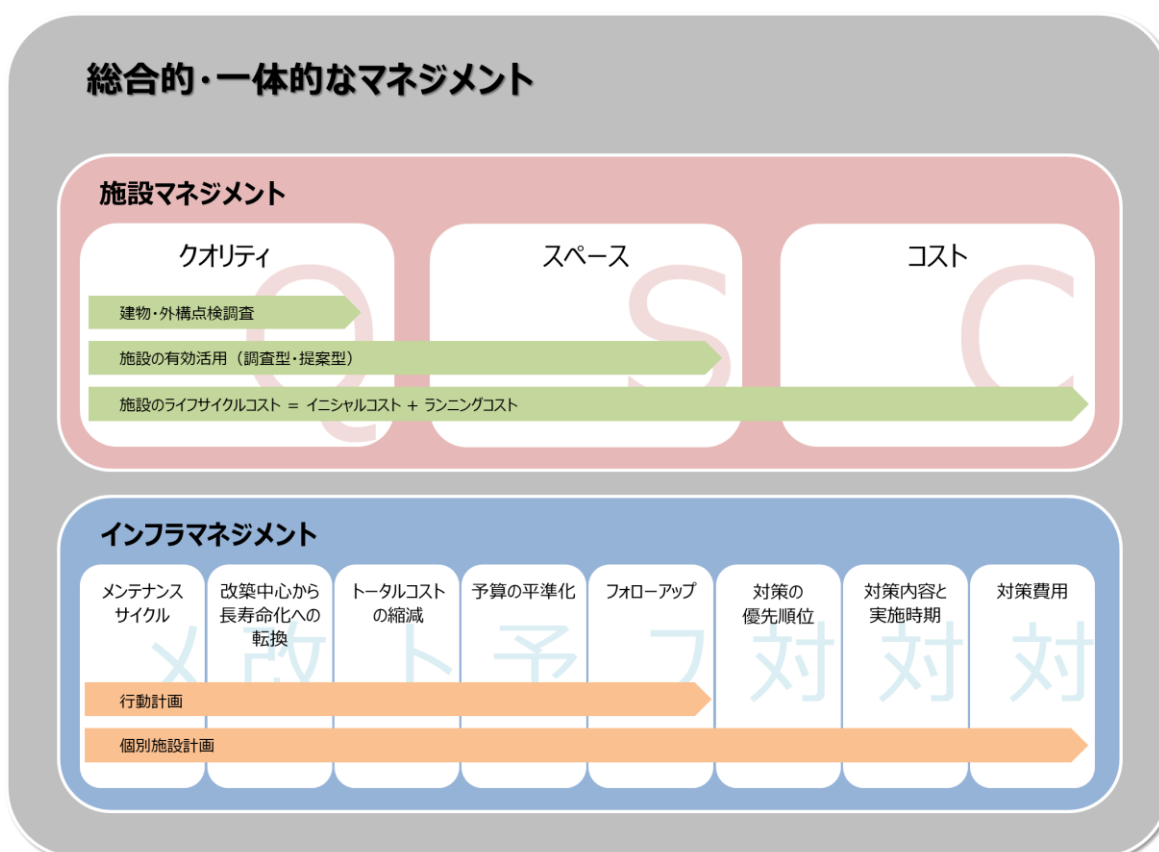 総合的・一体的なマネジメント
施設マネジメント
クオリティ
スペース
コスト
Q
S
C
建物・外構点検調査
施設の有効活用（調査型・提案型）
施設のライフサイクルコスト = イニシャルコスト + ランニングコスト
インフラマネジメント
メンテナンス
サイクル
改築中心から
長寿命化への
転換
トータルコスト
の縮減
予算の平準化
フォローアップ
対策の
優先順位
対策内容と
実施時期
対策費用
メ
改
ト
予
フ
対
対
対
行動計画
個別施設計画